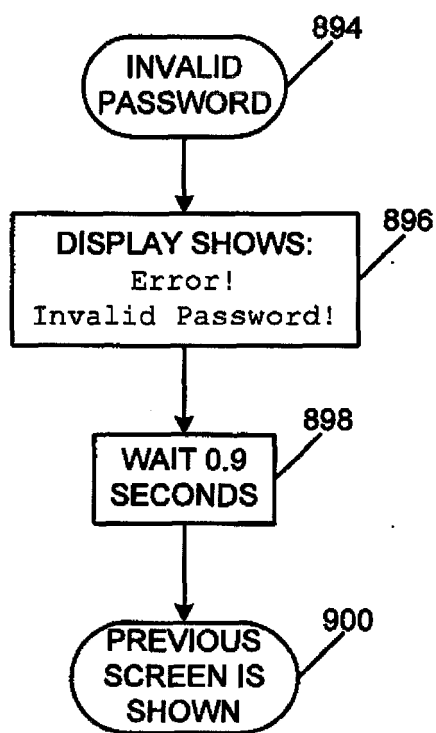 894
INVALID
PASSWORD
896
DISPLAY SHOWS:
Error!
Invalid Password!
898
WAIT 0.9
SECONDS
900
PREVIOUS
SCREEN IS
SHOWN